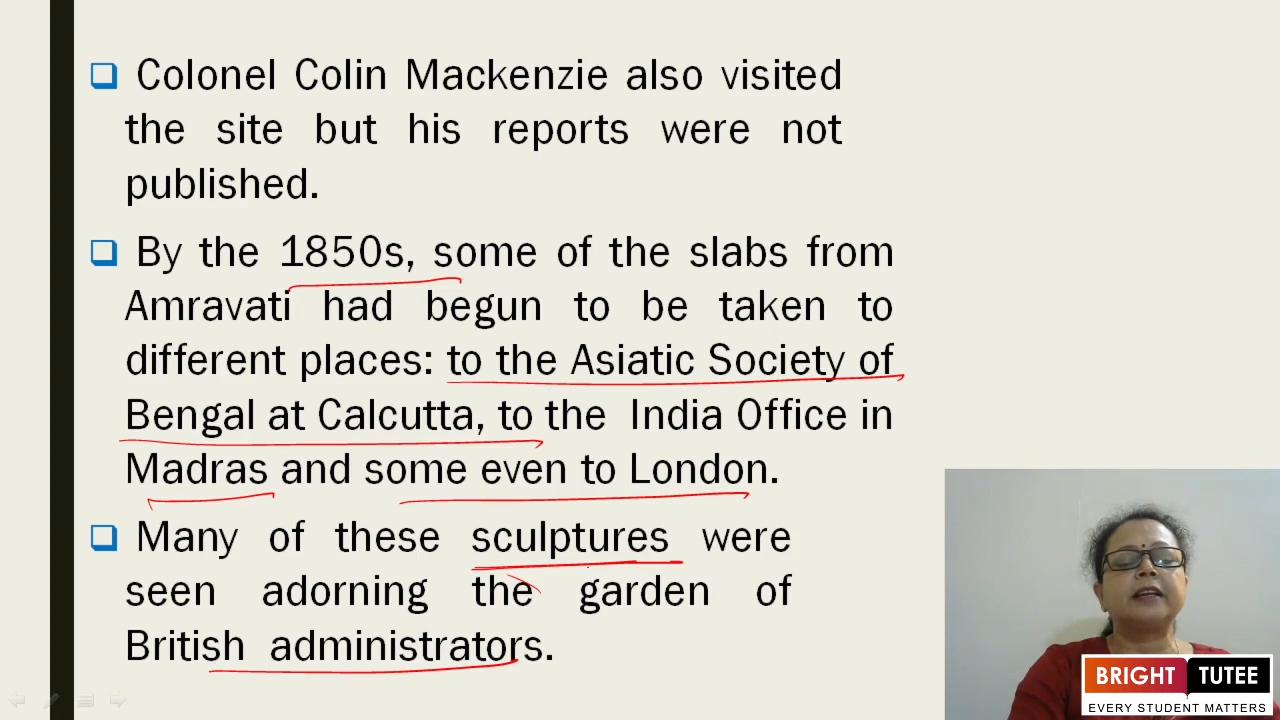 Colonel Colin Mackenzie also visited
the site but his reports were not
published.
By the 1850s, some of the slabs from
Amravati had begun to be taken to
different places: to the Asiatic Society of
Bengal at Calcutta, to the India Office in
Madras and some even to London.
Many of these sculptures were
seen adorning the garden of
British administrators.
BRIGHT TUTEE
EVERY STUDENT MATTERS